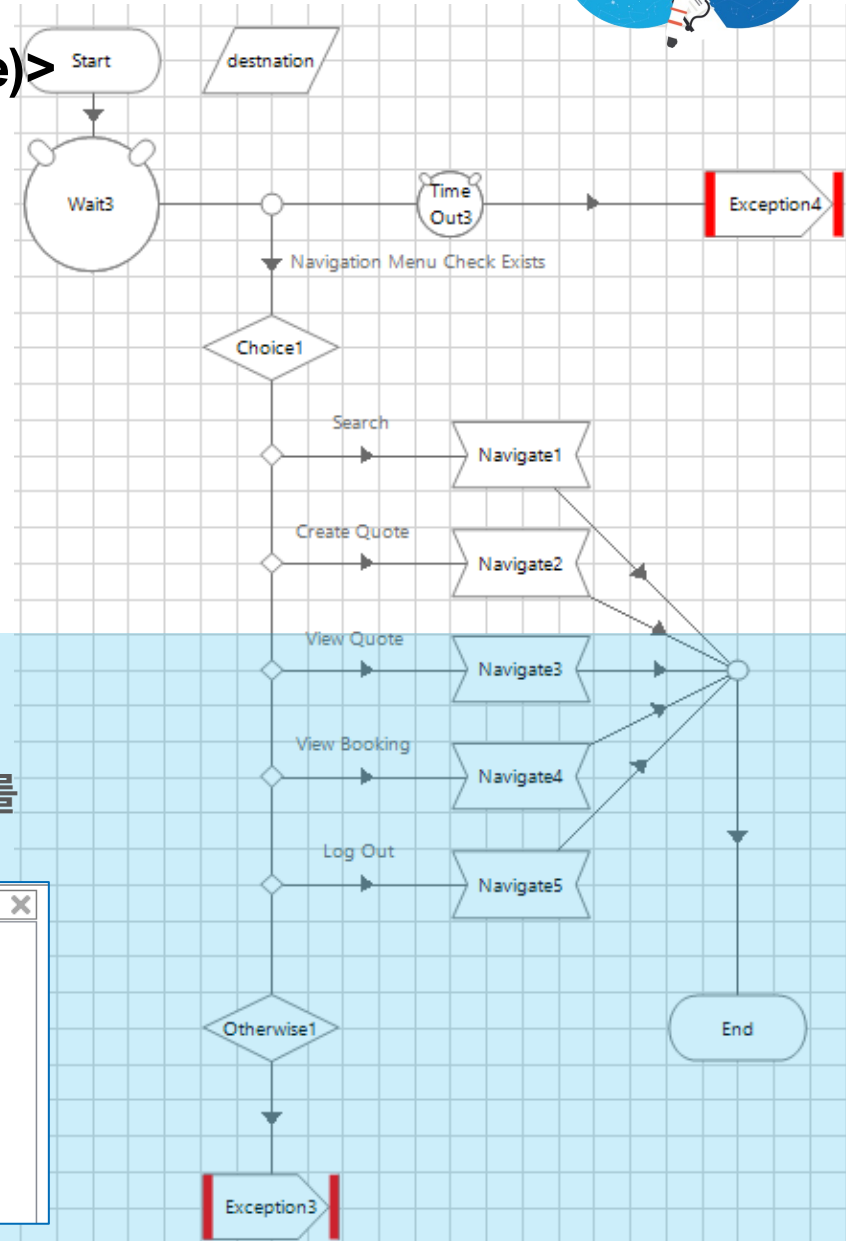 e)>
Start
destnation
Wait3
Time
Out3
Exception4
Navigation Menu Check Exists
Choice1
Search
Navigate1
Create Quote
Navigate2
View Quote
Navigate3
View Booking
Navigate4
를
Log Out
Navigate5
Otherwise1
End
Exception3